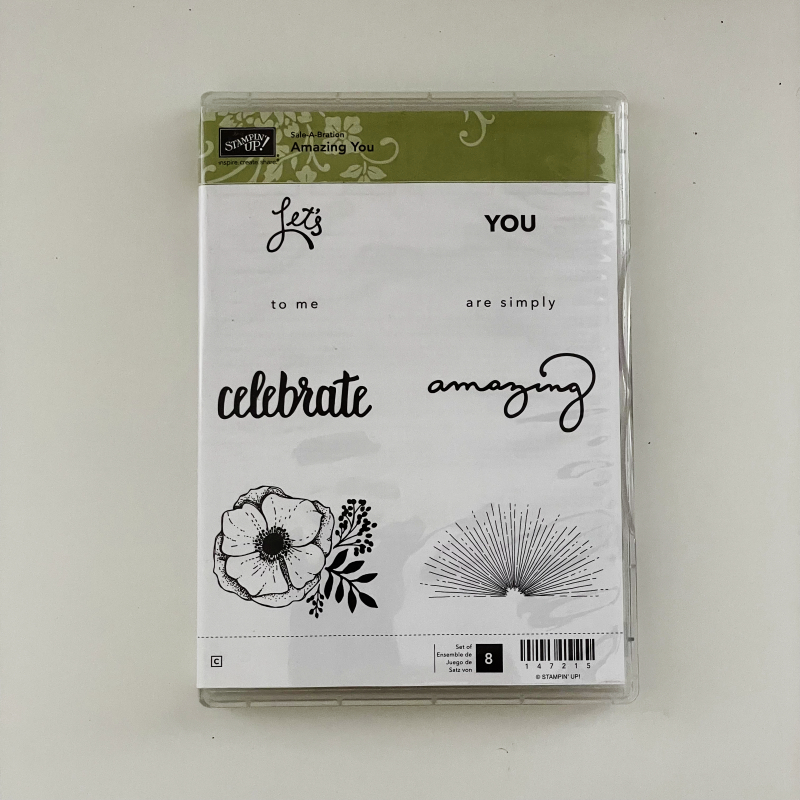 STAMPIN' UP!
inspire.create.share.
Sale-A-Bration
Amazing You
Let's
YOU
to me
are simply
celebrate
amazing
C
Set of
Ensemble de
Juego de
Satz von
8
147215
© STAMPIN' UP!